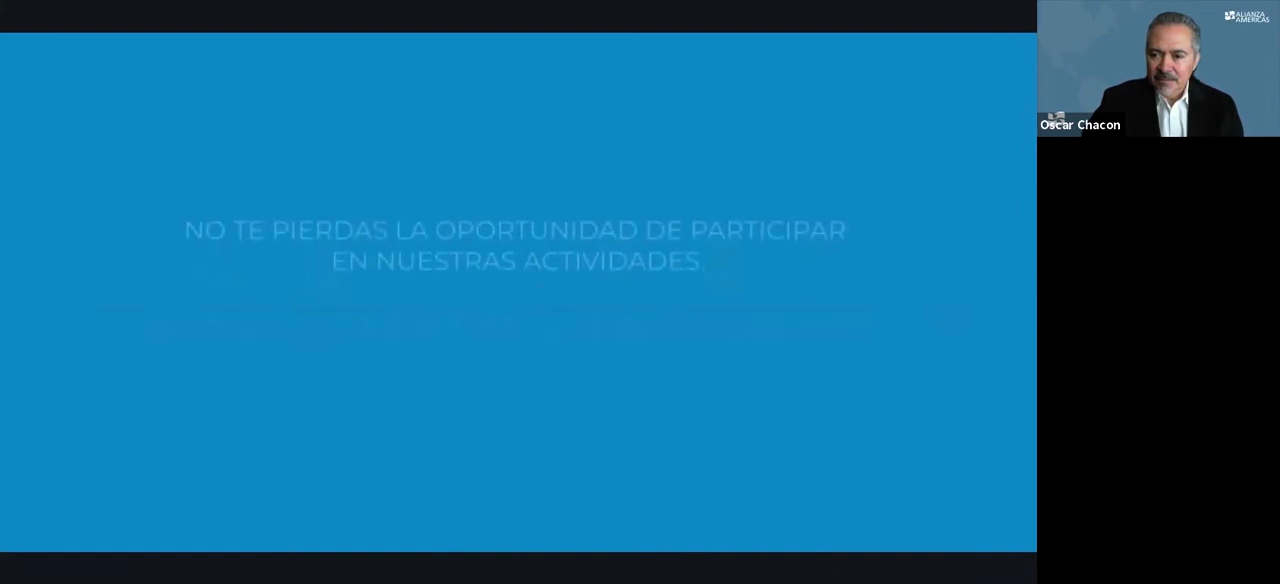 NO TE PIERDAS LA OPORTUNIDAD DE PARTICIPAR
EN NUESTRAS ACTIVIDADES
ALIANZA
AMERICAS
Oscar Chacon